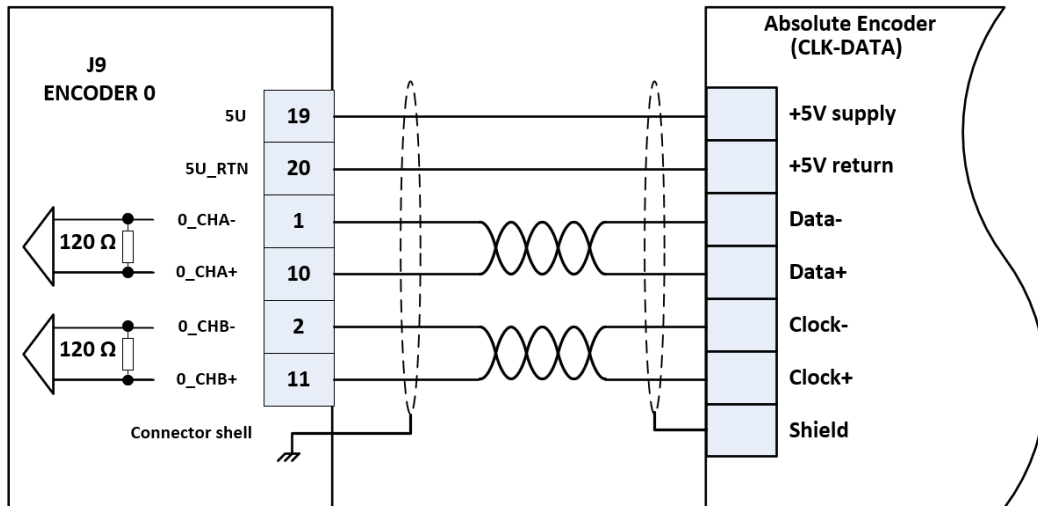 J9
ENCODER 0
Absolute Encoder
(CLK-DATA)
5U 19 +5V supply
5U_RTN 20 +5V return
0_CHA- 1 Data-
120 Ω
0_CHA+ 10 Data+
0_CHB- 2 Clock-
120 Ω
0_CHB+ 11 Clock+
Connector shell Shield